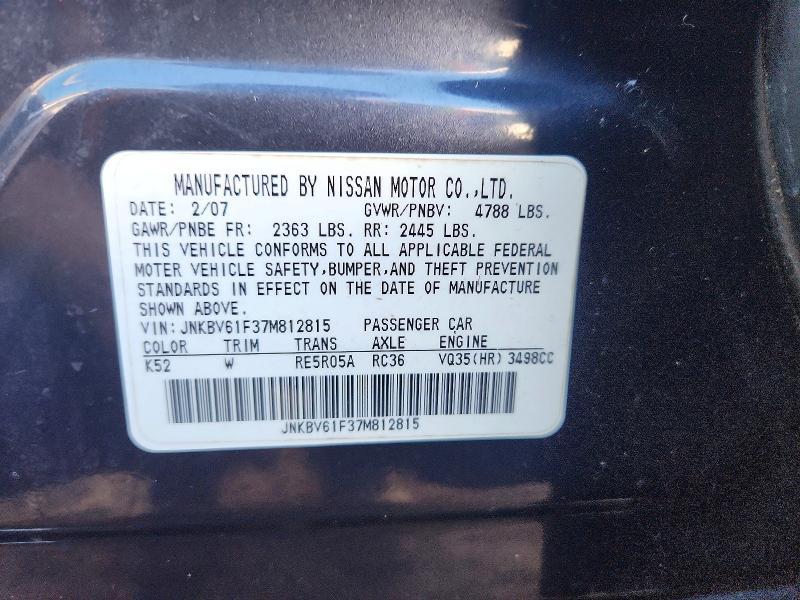 MANUFACTURED BY NISSAN MOTOR CO.,LTD.
DATE: 2/07 GVWR/PNBV: 4788 LBS.
GAWR/PNBE FR: 2363 LBS. RR: 2445 LBS.
THIS VEHICLE CONFORMS TO ALL APPLICABLE FEDERAL
MOTER VEHICLE SAFETY,BUMPER,AND THEFT PREVENTION
STANDARDS IN EFFECT ON THE DATE OF MANUFACTURE
SHOWN ABOVE.
VIN: JNKBV61F37M812815 PASSENGER CAR
COLOR TRIM TRANS AXLE ENGINE
K52 W RE5R05A RC36 VQ35(HR) 3498CC
JNKBV61F37M812815